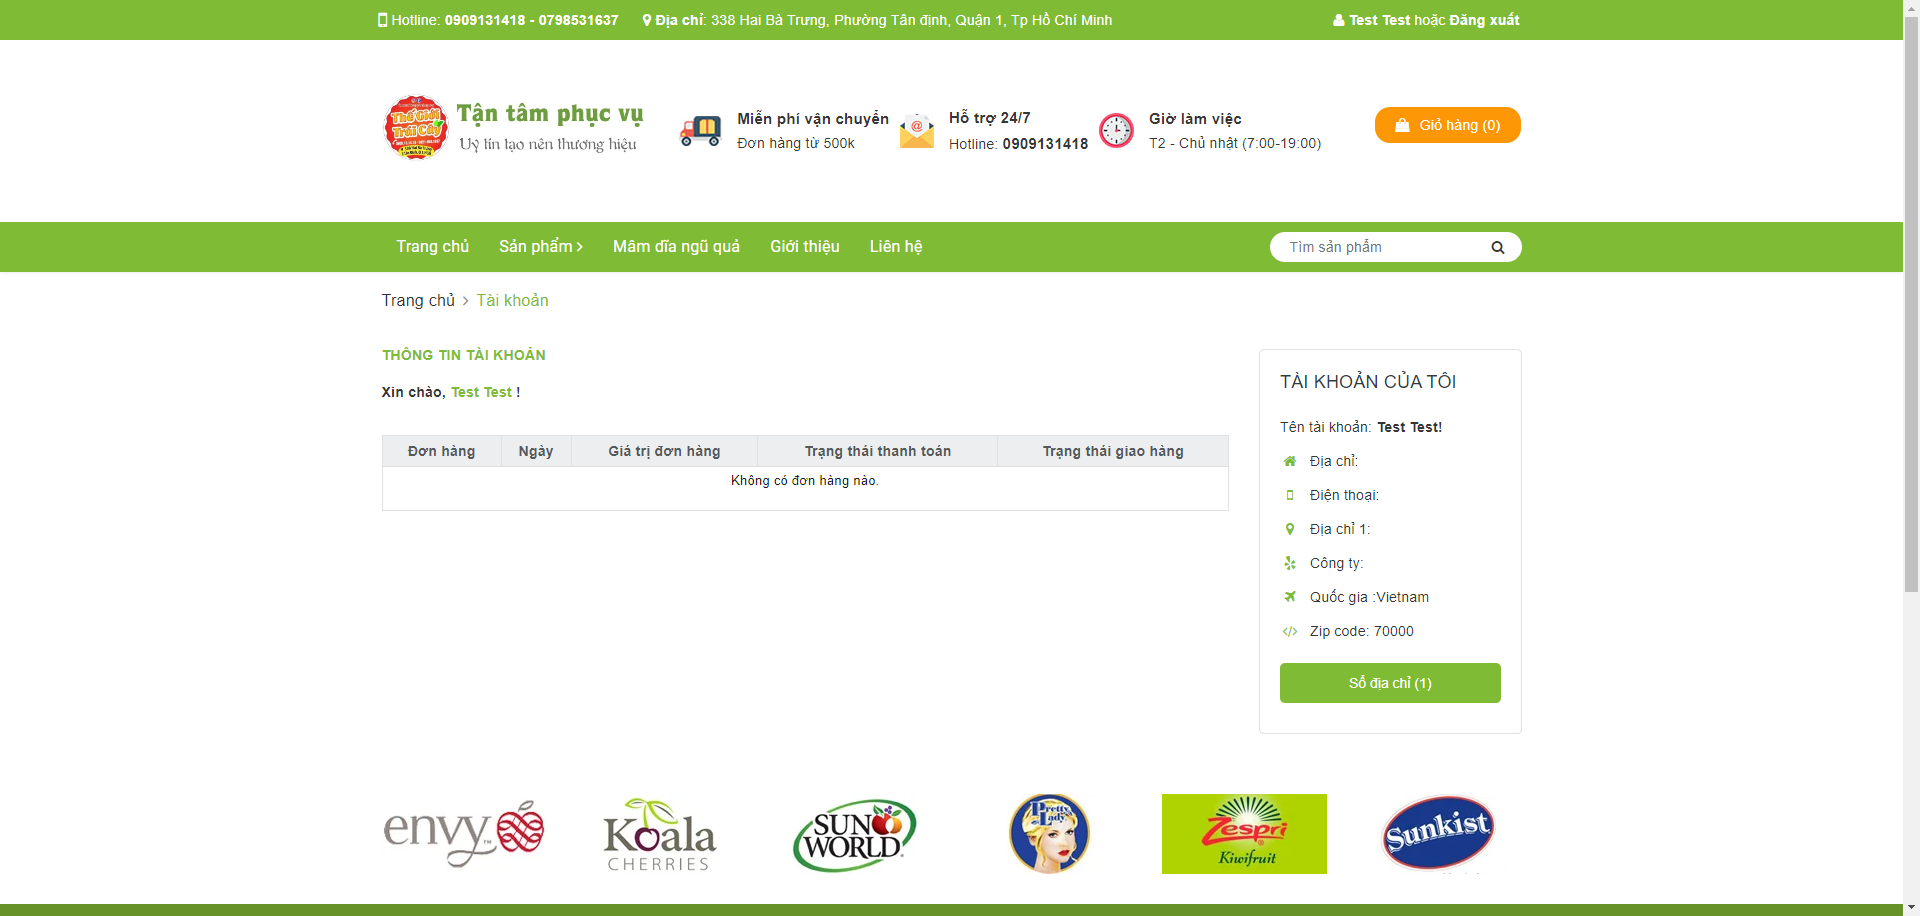 Hotline: 0909131418 - 0798531637
Địa chỉ: 338 Hai Bà Trưng, Phường Tân định, Quận 1, Tp Hồ Chí Minh
Test Test hoặc Đăng xuất
Thế Giới
Trái Cây
Tận tâm phục vụ
Uy tín tạo nên thương hiệu
Miễn phí vận chuyển
Đơn hàng từ 500k
Hỗ trợ 24/7
Hotline: 0909131418
Giờ làm việc
T2 - Chủ nhật (7:00-19:00)
Giỏ hàng (0)
Trang chủ
Sản phẩm
Mâm dĩa ngũ quả
Giới thiệu
Liên hệ
Tìm sản phẩm
Trang chủ > Tài khoản
THÔNG TIN TÀI KHOẢN
Xin chào, Test Test !
Đơn hàng Ngày Giá trị đơn hàng Trạng thái thanh toán Trạng thái giao hàng
Không có đơn hàng nào.
TÀI KHOẢN CỦA TÔI
Tên tài khoản: Test Test!
Địa chỉ:
Điện thoại:
Địa chỉ 1:
Công ty:
Quốc gia :Vietnam
Zip code: 70000
Sổ địa chỉ (1)
envy™
Koala
CHERRIES
SUN
WORLD
Pretty
Lady
Zespri
Kiwifruit
Sunkist